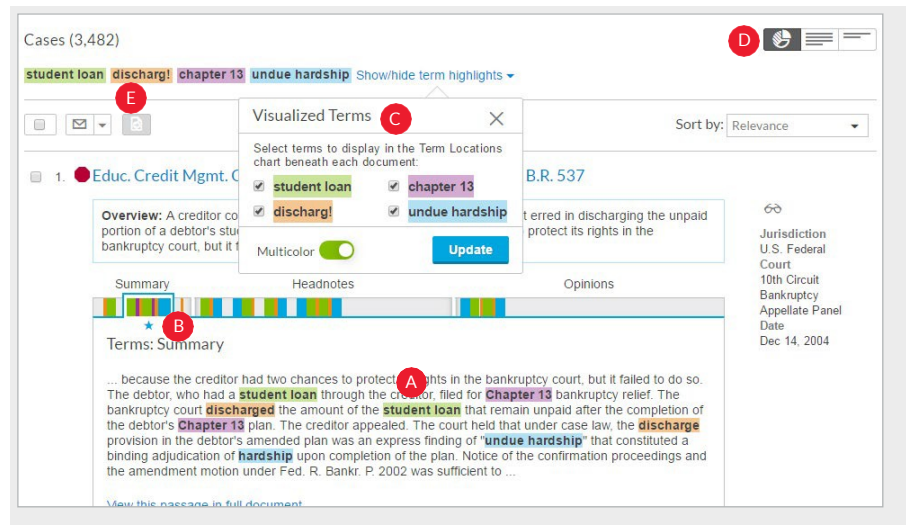 Cases (3,482)
D
student loan discharg! chapter 13 undue hardship Show/hide term highlights
E
Visualized Terms
C
Sort by: Relevance
Select terms to display in the Term Locations
chart beneath each document:
student loan
chapter 13
discharg!
undue hardship
Multicolor
Update
1. Educ. Credit Mgmt. B.R. 537
Overview: A creditor co t erred in discharging the unpaid
portion of a debtor's stu protect its rights in the
bankruptcy court, but it f
Jurisdiction
U.S. Federal
Court
10th Circuit
Bankruptcy
Appellate Panel
Date
Dec 14, 2004
Summary Headnotes Opinions
B
Terms: Summary
A
... because the creditor had two chances to protect ghts in the bankruptcy court, but it failed to do so.
The debtor, who had a student loan through the creditor, filed for Chapter 13 bankruptcy relief. The
bankruptcy court discharged the amount of the student loan that remain unpaid after the completion of
the debtor's Chapter 13 plan. The creditor appealed. The court held that under case law, the discharge
provision in the debtor's amended plan was an express finding of "undue hardship" that constituted a
binding adjudication of hardship upon completion of the plan. Notice of the confirmation proceedings and
the amendment motion under Fed. R. Bankr. P. 2002 was sufficient to ...
View this passage in full document